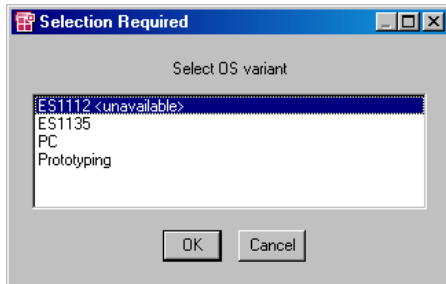 Selection Required
Select OS variant
ES1112 <unavailable>
ES1135
PC
Prototyping
OK
Cancel